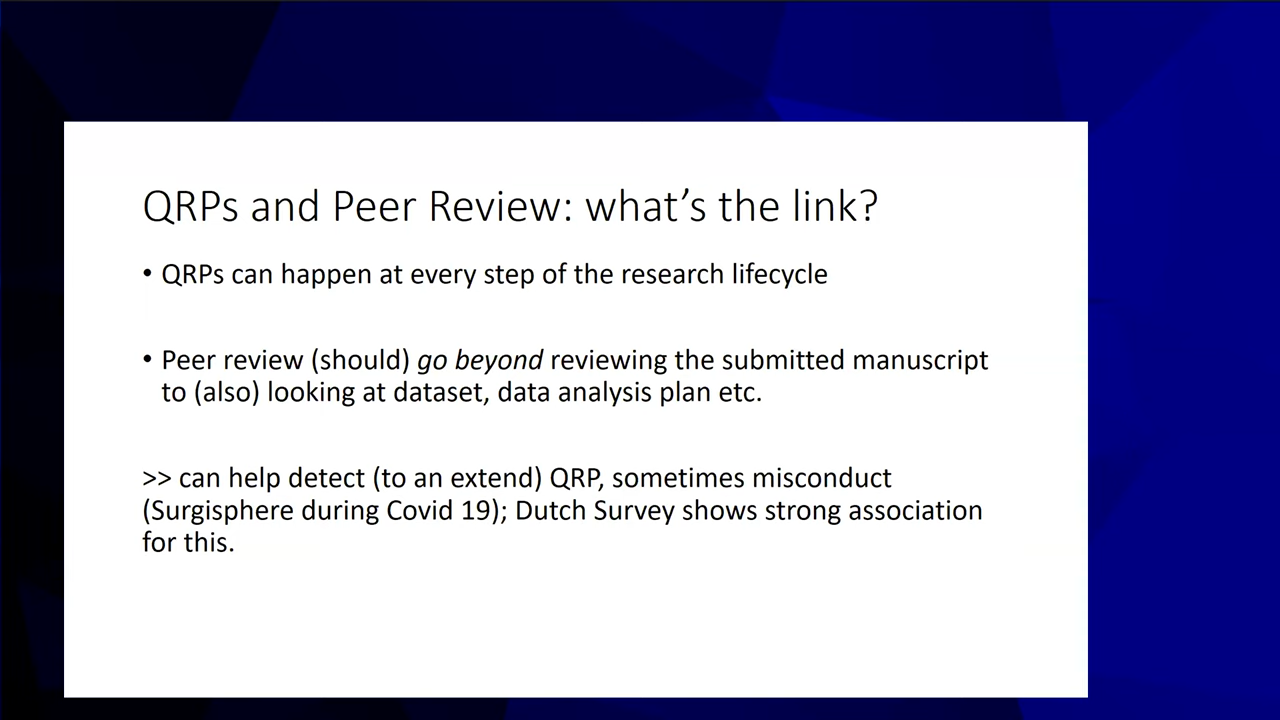 QRPs and Peer Review: what’s the link?
• QRPs can happen at every step of the research lifecycle
• Peer review (should) go beyond reviewing the submitted manuscript
to (also) looking at dataset, data analysis plan etc.
>> can help detect (to an extend) QRP, sometimes misconduct
(Surgisphere during Covid 19); Dutch Survey shows strong association
for this.